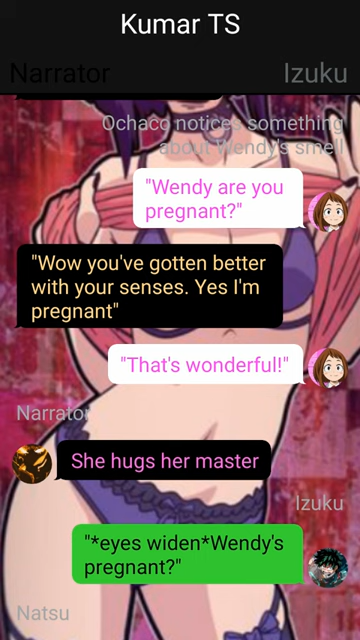 Kumar TS
Narrator
Izuku
Ochaco notices something
about Wendy's smell
"Wendy are you
pregnant?"
"Wow you've gotten better
with your senses. Yes I'm
pregnant"
"That's wonderful!"
Narrator
She hugs her master
Izuku
"*eyes widen*Wendy's
pregnant?"
Natsu